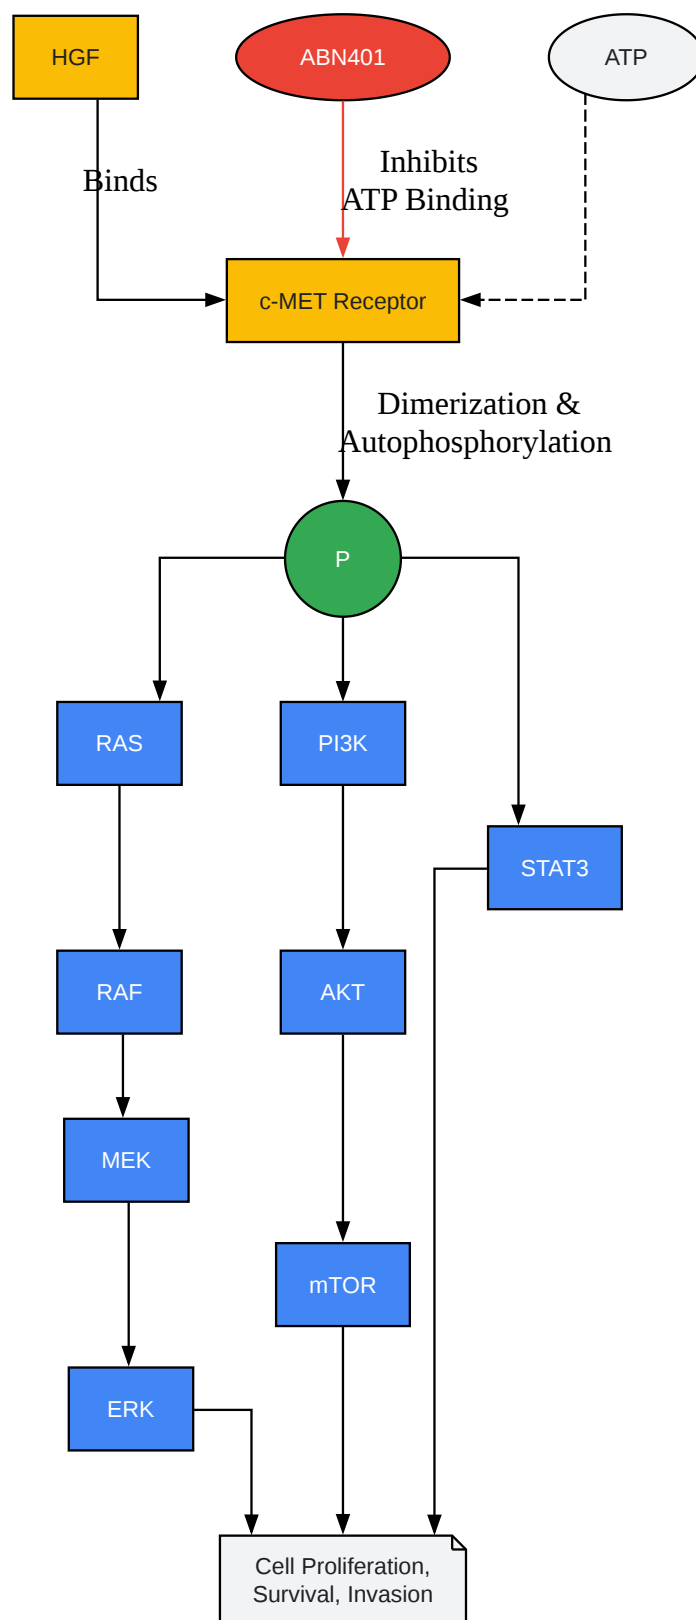 HGF
ABN401
ATP
Binds
Inhibits
ATP Binding
c-MET Receptor
Dimerization &
Autophosphorylation
P
RAS
PI3K
STAT3
RAF
AKT
MEK
mTOR
ERK
Cell Proliferation,
Survival, Invasion